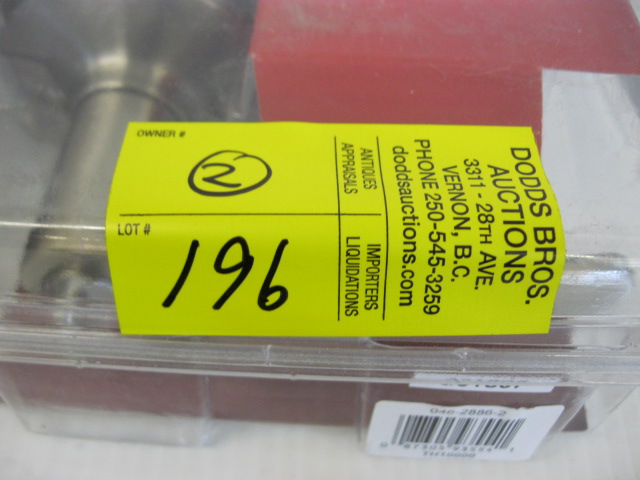 OWNER #
2
LOT #
196
ANTIQUES
APPRAISALS
IMPORTERS
LIQUIDATIONS
DODDS BROS.
AUCTIONS
3311 - 28TH AVE.
VERNON, B.C.
PHONE 250-545-3259
doddsauctions.com
046-2886-2